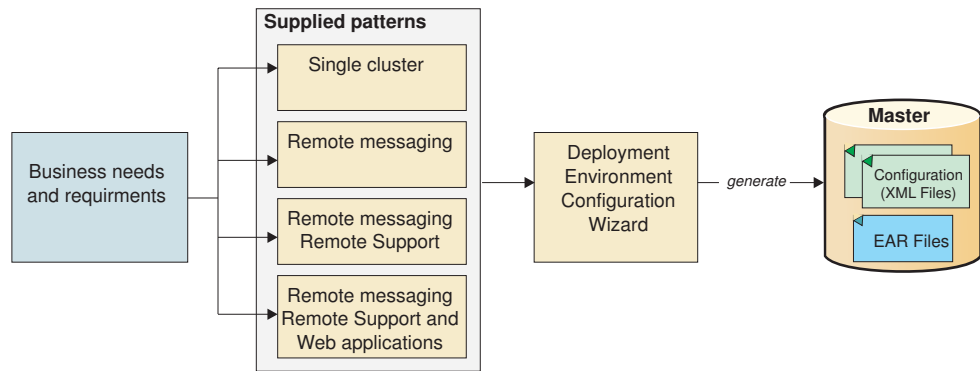 Supplied patterns
Single cluster
Remote messaging
Remote messaging
Remote Support
Remote messaging
Remote Support and
Web applications
Business needs
and requirments
Deployment
Environment
Configuration
Wizard
generate
Master
Configuration
(XML Files)
EAR Files